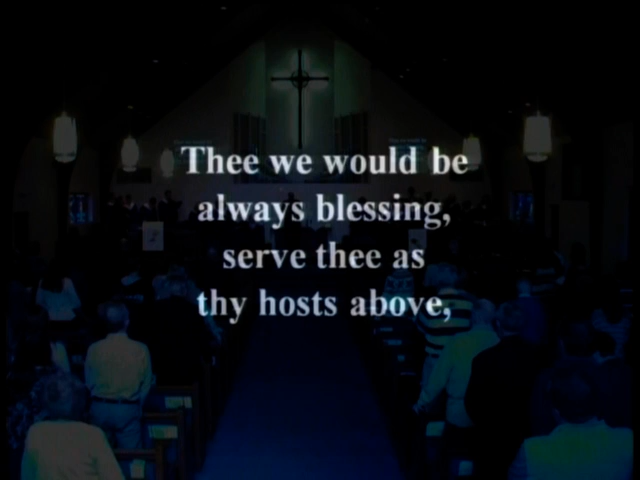 Thee we would be
always blessing,
serve thee as
thy hosts above,